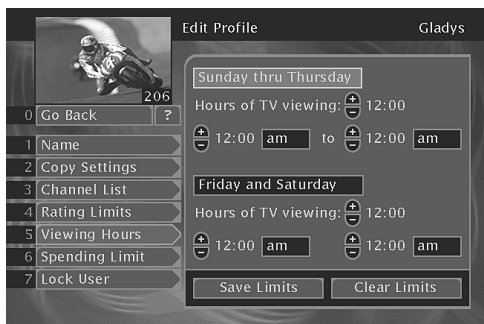 Edit Profile Gladys
206
0 Go Back ?
1 Name
2 Copy Settings
3 Channel List
4 Rating Limits
5 Viewing Hours
6 Spending Limit
7 Lock User
Sunday thru Thursday
Hours of TV viewing: + − 12:00
+ − 12:00 am to + − 12:00 am
Friday and Saturday
Hours of TV viewing: + − 12:00
+ − 12:00 am + − 12:00 am
Save Limits Clear Limits